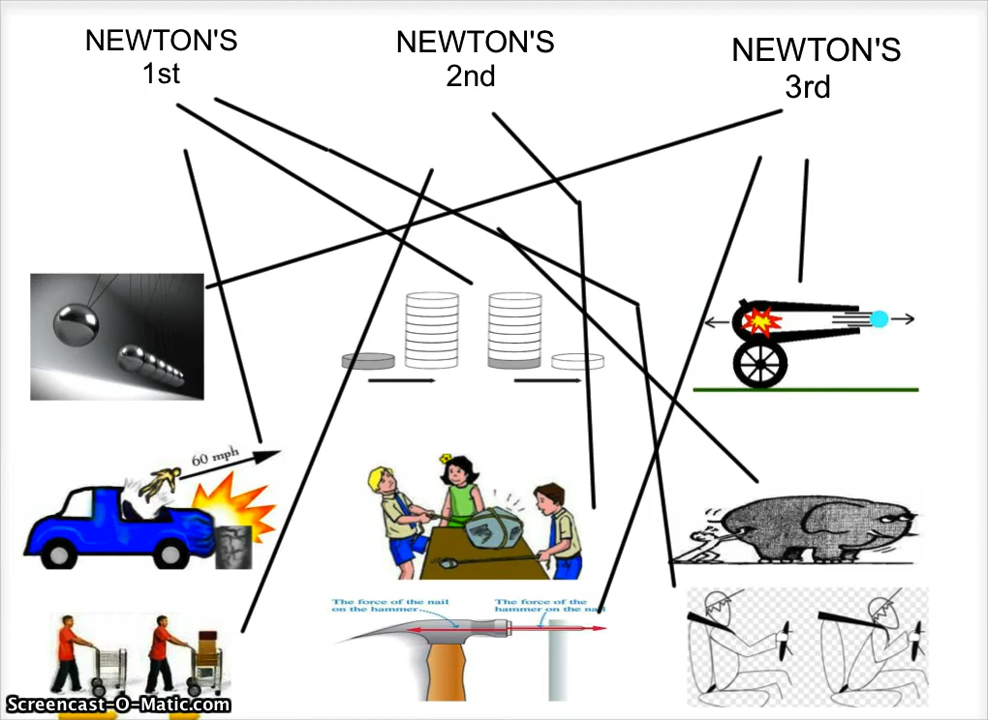 NEWTON'S
1st
NEWTON'S
2nd
NEWTON'S
3rd
60 mph
The force of the nail
on the hammer
The force of the
hammer on the nail
Screencast-O-Matic.com